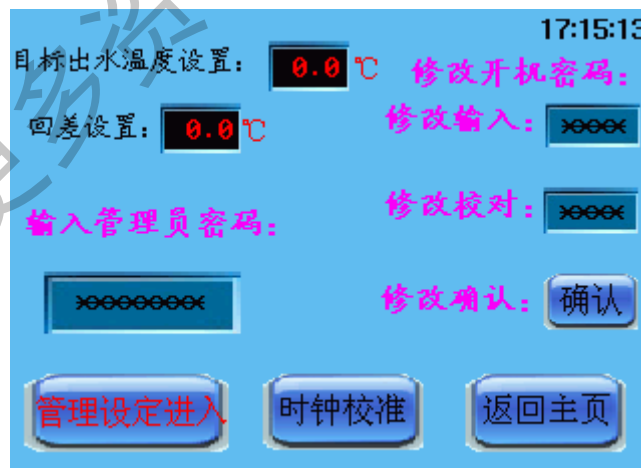 17:15:13
目标出水温度设置: 0.0 ℃
修改开机密码:
回差设置: 0.0 ℃
修改输入: ××××
修改校对: ××××
输入管理员密码:
××××××××
修改确认: 确认
管理设定进入
时钟校准
返回主页